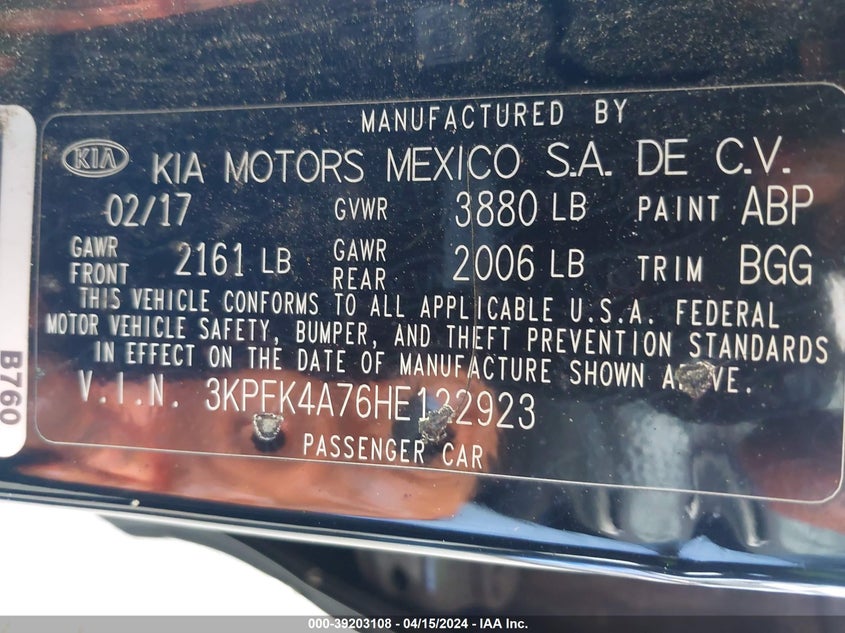 MANUFACTURED BY
KIA KIA MOTORS MEXICO S.A. DE C.V.
02/17 GVWR 3880 LB PAINT ABP
GAWR FRONT 2161 LB GAWR REAR 2006 LB TRIM BGG
THIS VEHICLE CONFORMS TO ALL APPLICABLE U.S.A. FEDERAL
MOTOR VEHICLE SAFETY, BUMPER, AND THEFT PREVENTION STANDARDS
IN EFFECT ON THE DATE OF MANUFACTURE SHOWN
V.I.N. 3KPFK4A76HE122923
PASSENGER CAR
B760
000-39203108 - 04/15/2024 - IAA Inc.